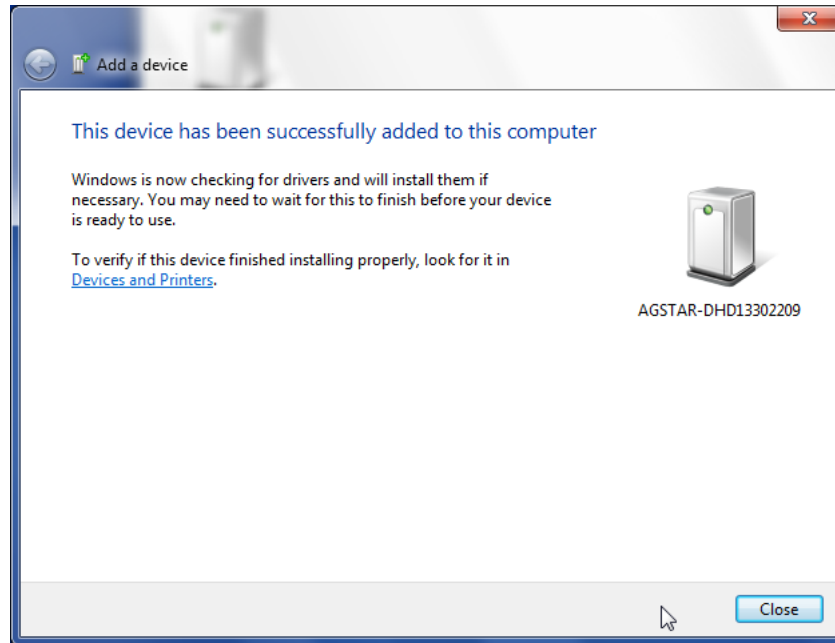 Add a device
This device has been successfully added to this computer
Windows is now checking for drivers and will install them if
necessary. You may need to wait for this to finish before your device
is ready to use.
To verify if this device finished installing properly, look for it in
Devices and Printers.
AGSTAR-DHD13302209
Close